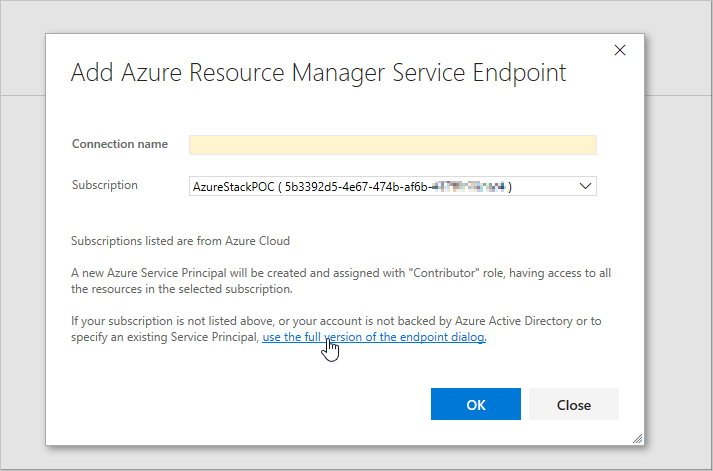 Add Azure Resource Manager Service Endpoint
Connection name
Subscription
AzureStackPOC ( 5b3392d5-4e67-474b-af6b- )
Subscriptions listed are from Azure Cloud
A new Azure Service Principal will be created and assigned with "Contributor" role, having access to all
the resources in the selected subscription.
If your subscription is not listed above, or your account is not backed by Azure Active Directory or to
specify an existing Service Principal, use the full version of the endpoint dialog.
OK
Close